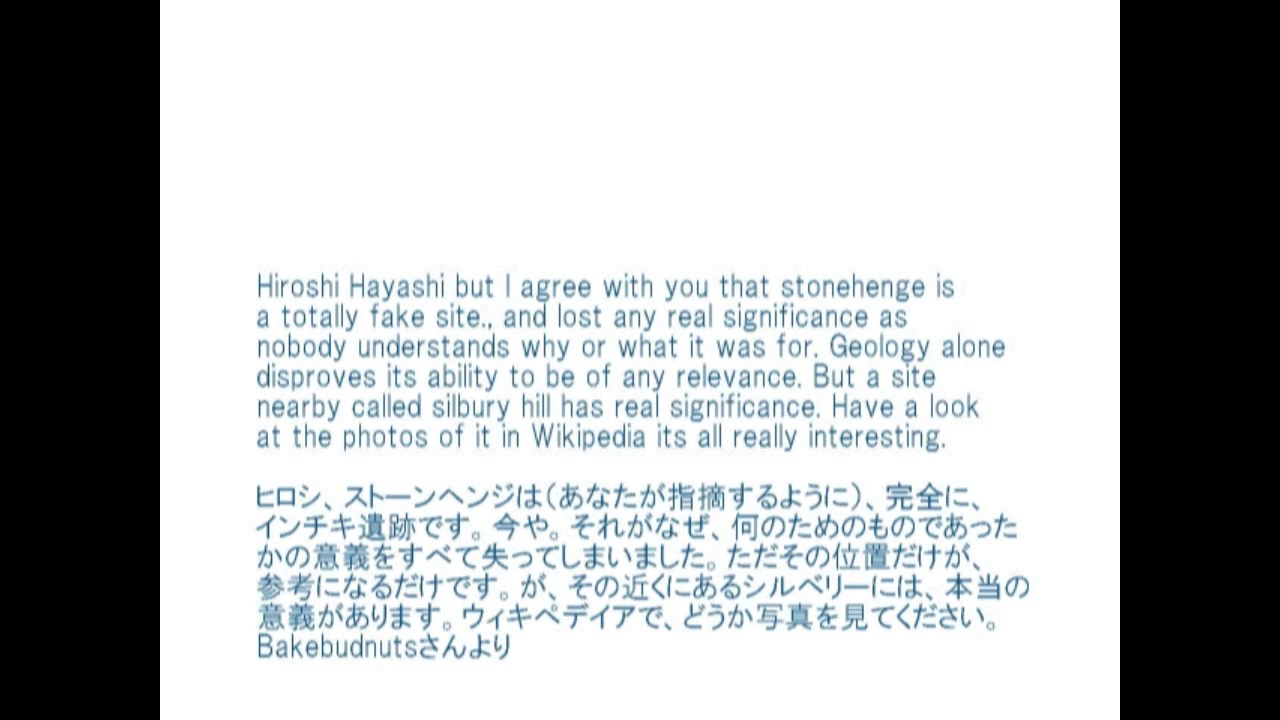 Hiroshi Hayashi but I agree with you that stonehenge is
a totally fake site., and lost any real significance as
nobody understands why or what it was for. Geology alone
disproves its ability to be of any relevance. But a site
nearby called silbury hill has real significance. Have a look
at the photos of it in Wikipedia its all really interesting.
ヒロシ、ストーンヘンジは（あなたが指摘するように）、完全に、
インチキ遺跡です。今や。それがなぜ、何のためのものであった
かの意義をすべて失ってしまいました。ただその位置だけが、
参考になるだけです。が、その近くにあるシルベリーには、本当の
意義があります。ウィキペデイアで、どうか写真を見てください。
Bakebudnutsさんより